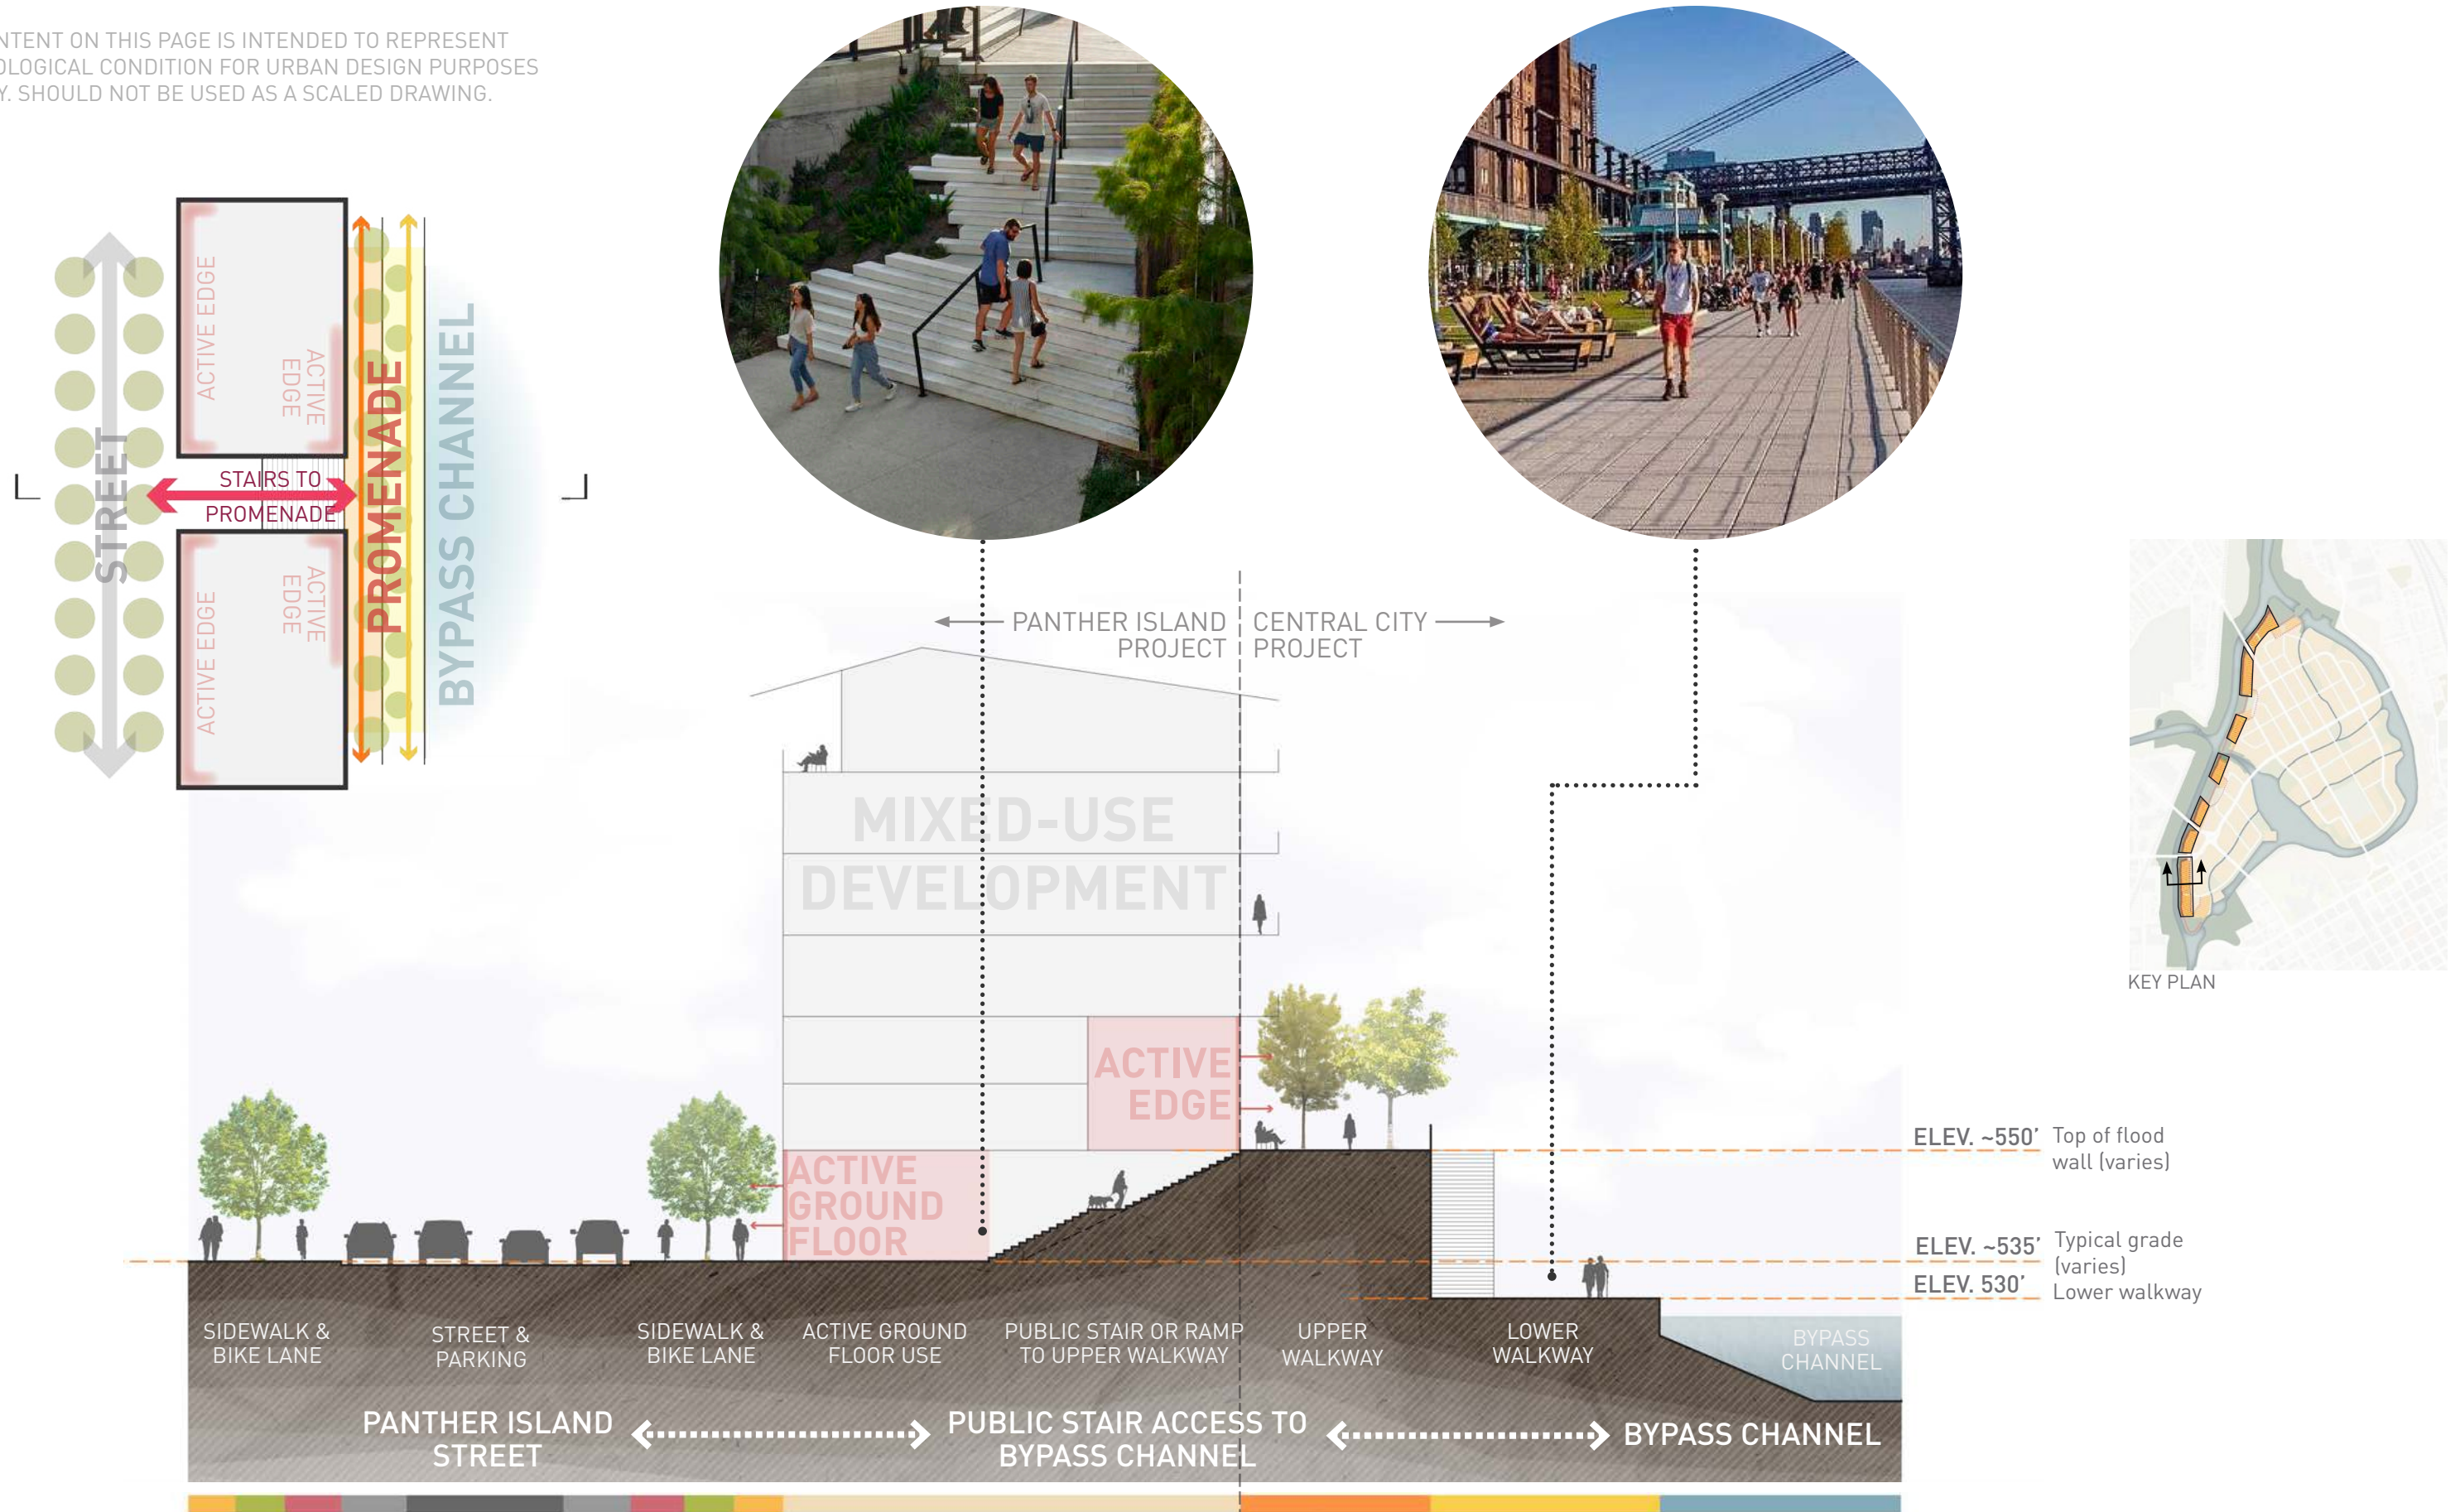 NTENT ON THIS PAGE IS INTENDED TO REPRESENT
OLOGICAL CONDITION FOR URBAN DESIGN PURPOSES
Y. SHOULD NOT BE USED AS A SCALED DRAWING.
STREET
ACTIVE EDGE
ACTIVE
EDGE
STAIRS TO
PROMENADE
ACTIVE EDGE
ACTIVE
EDGE
PROMENADE
BYPASS CHANNEL
PANTHER ISLAND
PROJECT
CENTRAL CITY
PROJECT
MIXED-USE
DEVELOPMENT
ACTIVE
EDGE
ACTIVE
GROUND
FLOOR
KEY PLAN
ELEV. ~550’ Top of flood
wall (varies)
ELEV. ~535’ Typical grade
(varies)
ELEV. 530’ Lower walkway
SIDEWALK &
BIKE LANE
STREET &
PARKING
SIDEWALK &
BIKE LANE
ACTIVE GROUND
FLOOR USE
PUBLIC STAIR OR RAMP
TO UPPER WALKWAY
UPPER
WALKWAY
LOWER
WALKWAY
BYPASS
CHANNEL
PANTHER ISLAND
STREET
PUBLIC STAIR ACCESS TO
BYPASS CHANNEL
BYPASS CHANNEL